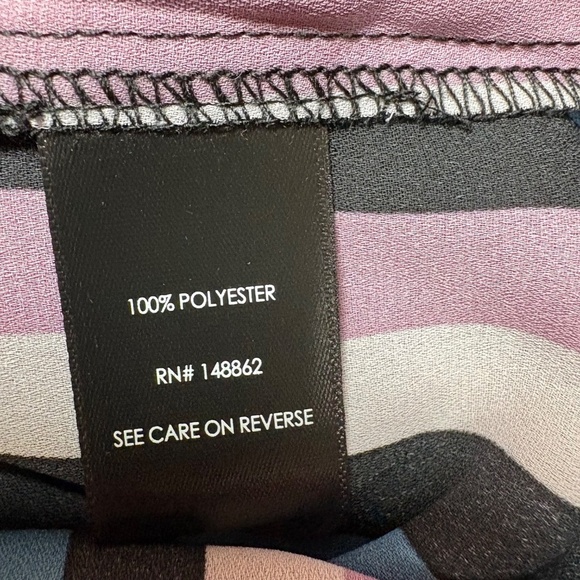 100% POLYESTER
RN# 148862
SEE CARE ON REVERSE